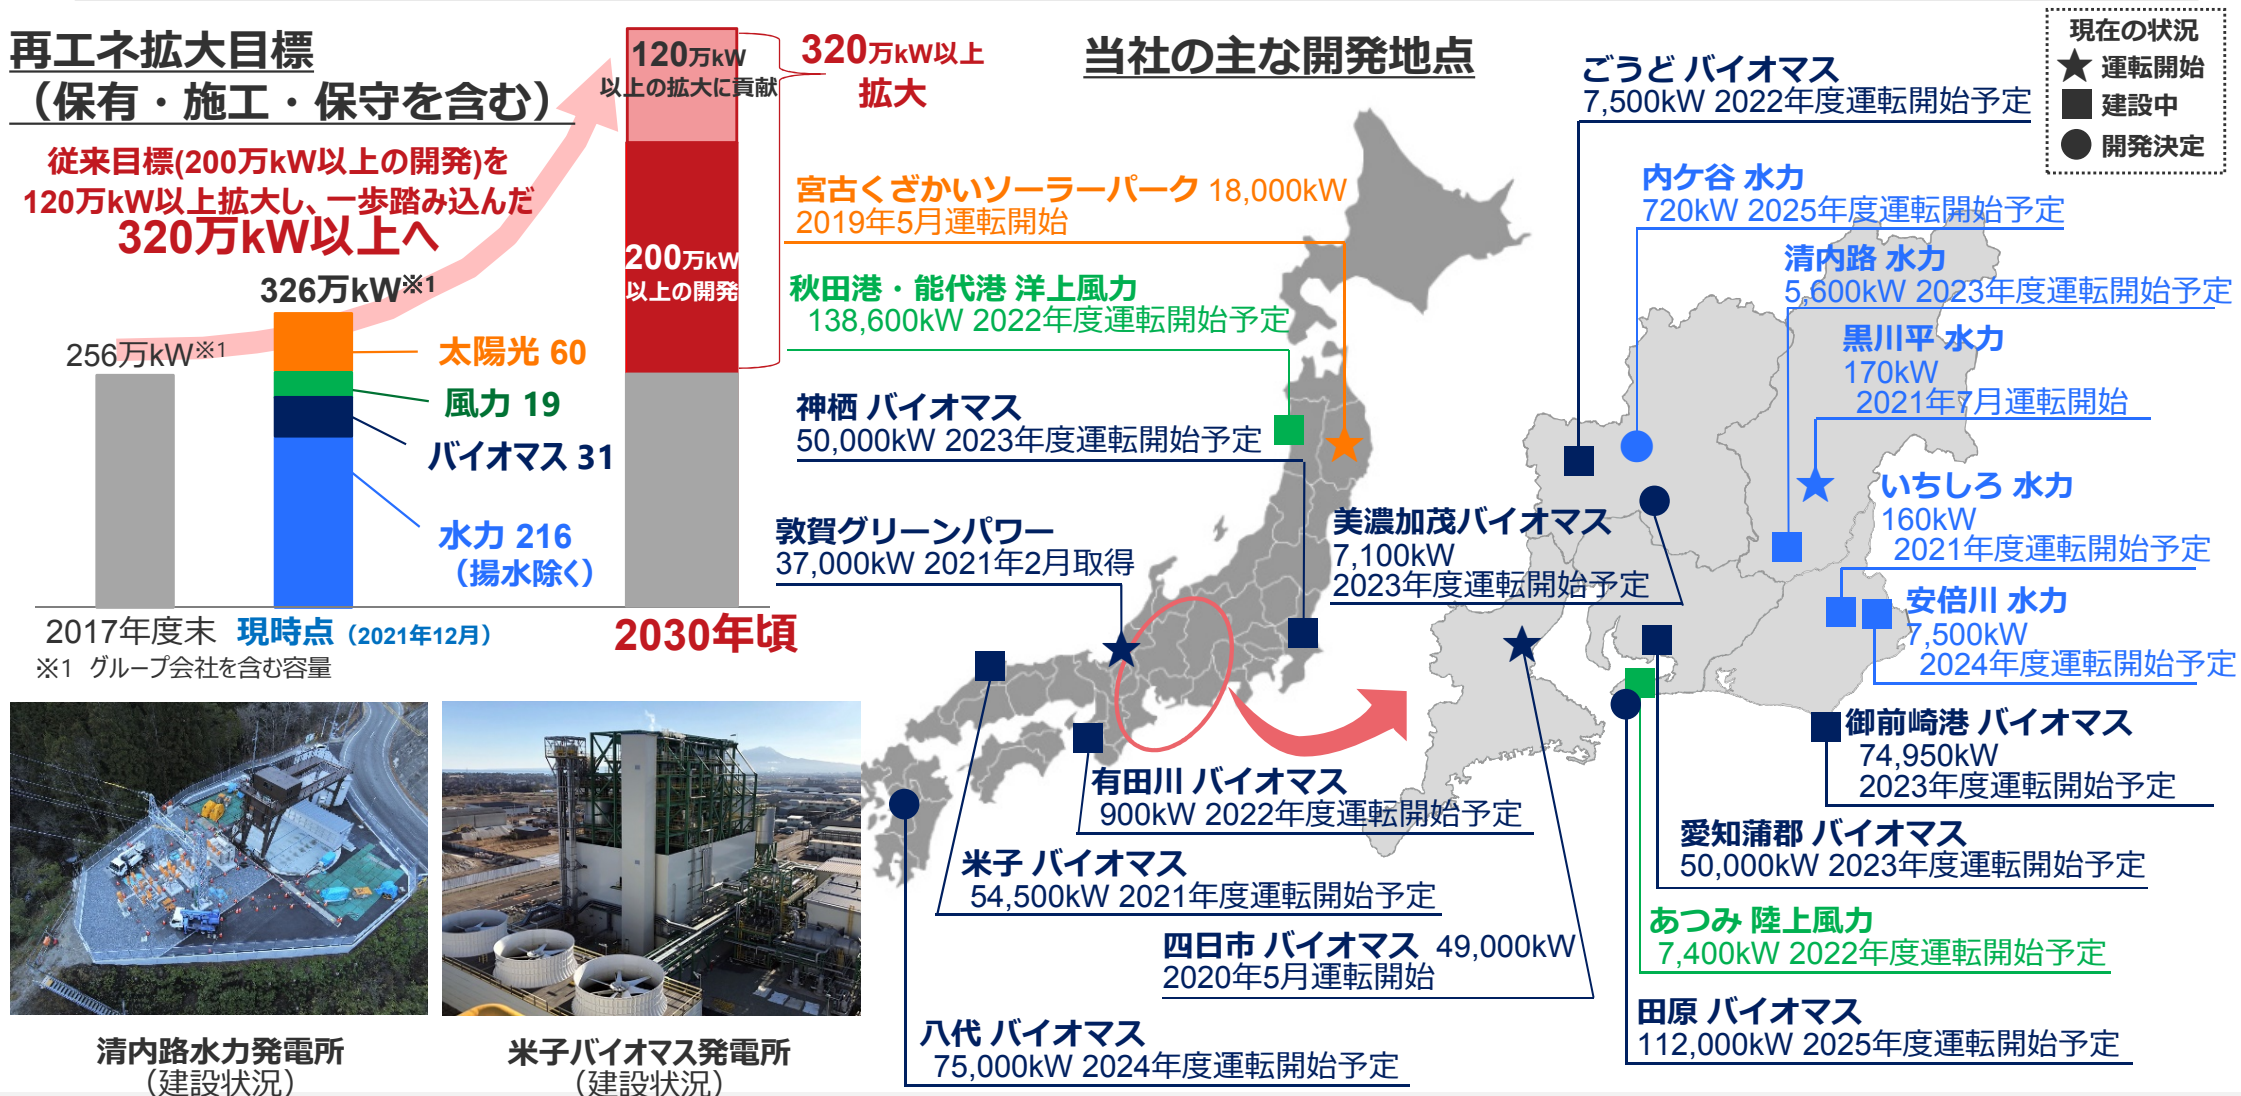 再エネ拡大目標
（保有・施工・保守を含む）
従来目標(200万kW以上の開発)を
120万kW以上拡大し、一歩踏み込んだ
320万kW以上へ
256万kW※1
326万kW※1
太陽光 60
風力 19
バイオマス 31
水力 216
（揚水除く）
120万kW
以上の拡大に貢献
200万kW
以上の開発
320万kW以上
拡大
2017年度末
現時点（2021年12月）
2030年頃
※1 グループ会社を含む容量
清内路水力発電所
（建設状況）
米子バイオマス発電所
（建設状況）
当社の主な開発地点
現在の状況
運転開始
建設中
開発決定
宮古くざかいソーラーパーク 18,000kW
2019年5月運転開始
秋田港・能代港 洋上風力
138,600kW 2022年度運転開始予定
神栖 バイオマス
50,000kW 2023年度運転開始予定
敦賀グリーンパワー
37,000kW 2021年2月取得
有田川 バイオマス
900kW 2022年度運転開始予定
米子 バイオマス
54,500kW 2021年度運転開始予定
四日市 バイオマス 49,000kW
2020年5月運転開始
八代 バイオマス
75,000kW 2024年度運転開始予定
ごうど バイオマス
7,500kW 2022年度運転開始予定
内ケ谷 水力
720kW 2025年度運転開始予定
清内路 水力
5,600kW 2023年度運転開始予定
黒川平 水力
170kW
2021年7月運転開始
美濃加茂バイオマス
7,100kW
2023年度運転開始予定
いちしろ 水力
160kW
2021年度運転開始予定
安倍川 水力
7,500kW
2024年度運転開始予定
御前崎港 バイオマス
74,950kW
2023年度運転開始予定
愛知蒲郡 バイオマス
50,000kW 2023年度運転開始予定
あつみ 陸上風力
7,400kW 2022年度運転開始予定
田原 バイオマス
112,000kW 2025年度運転開始予定